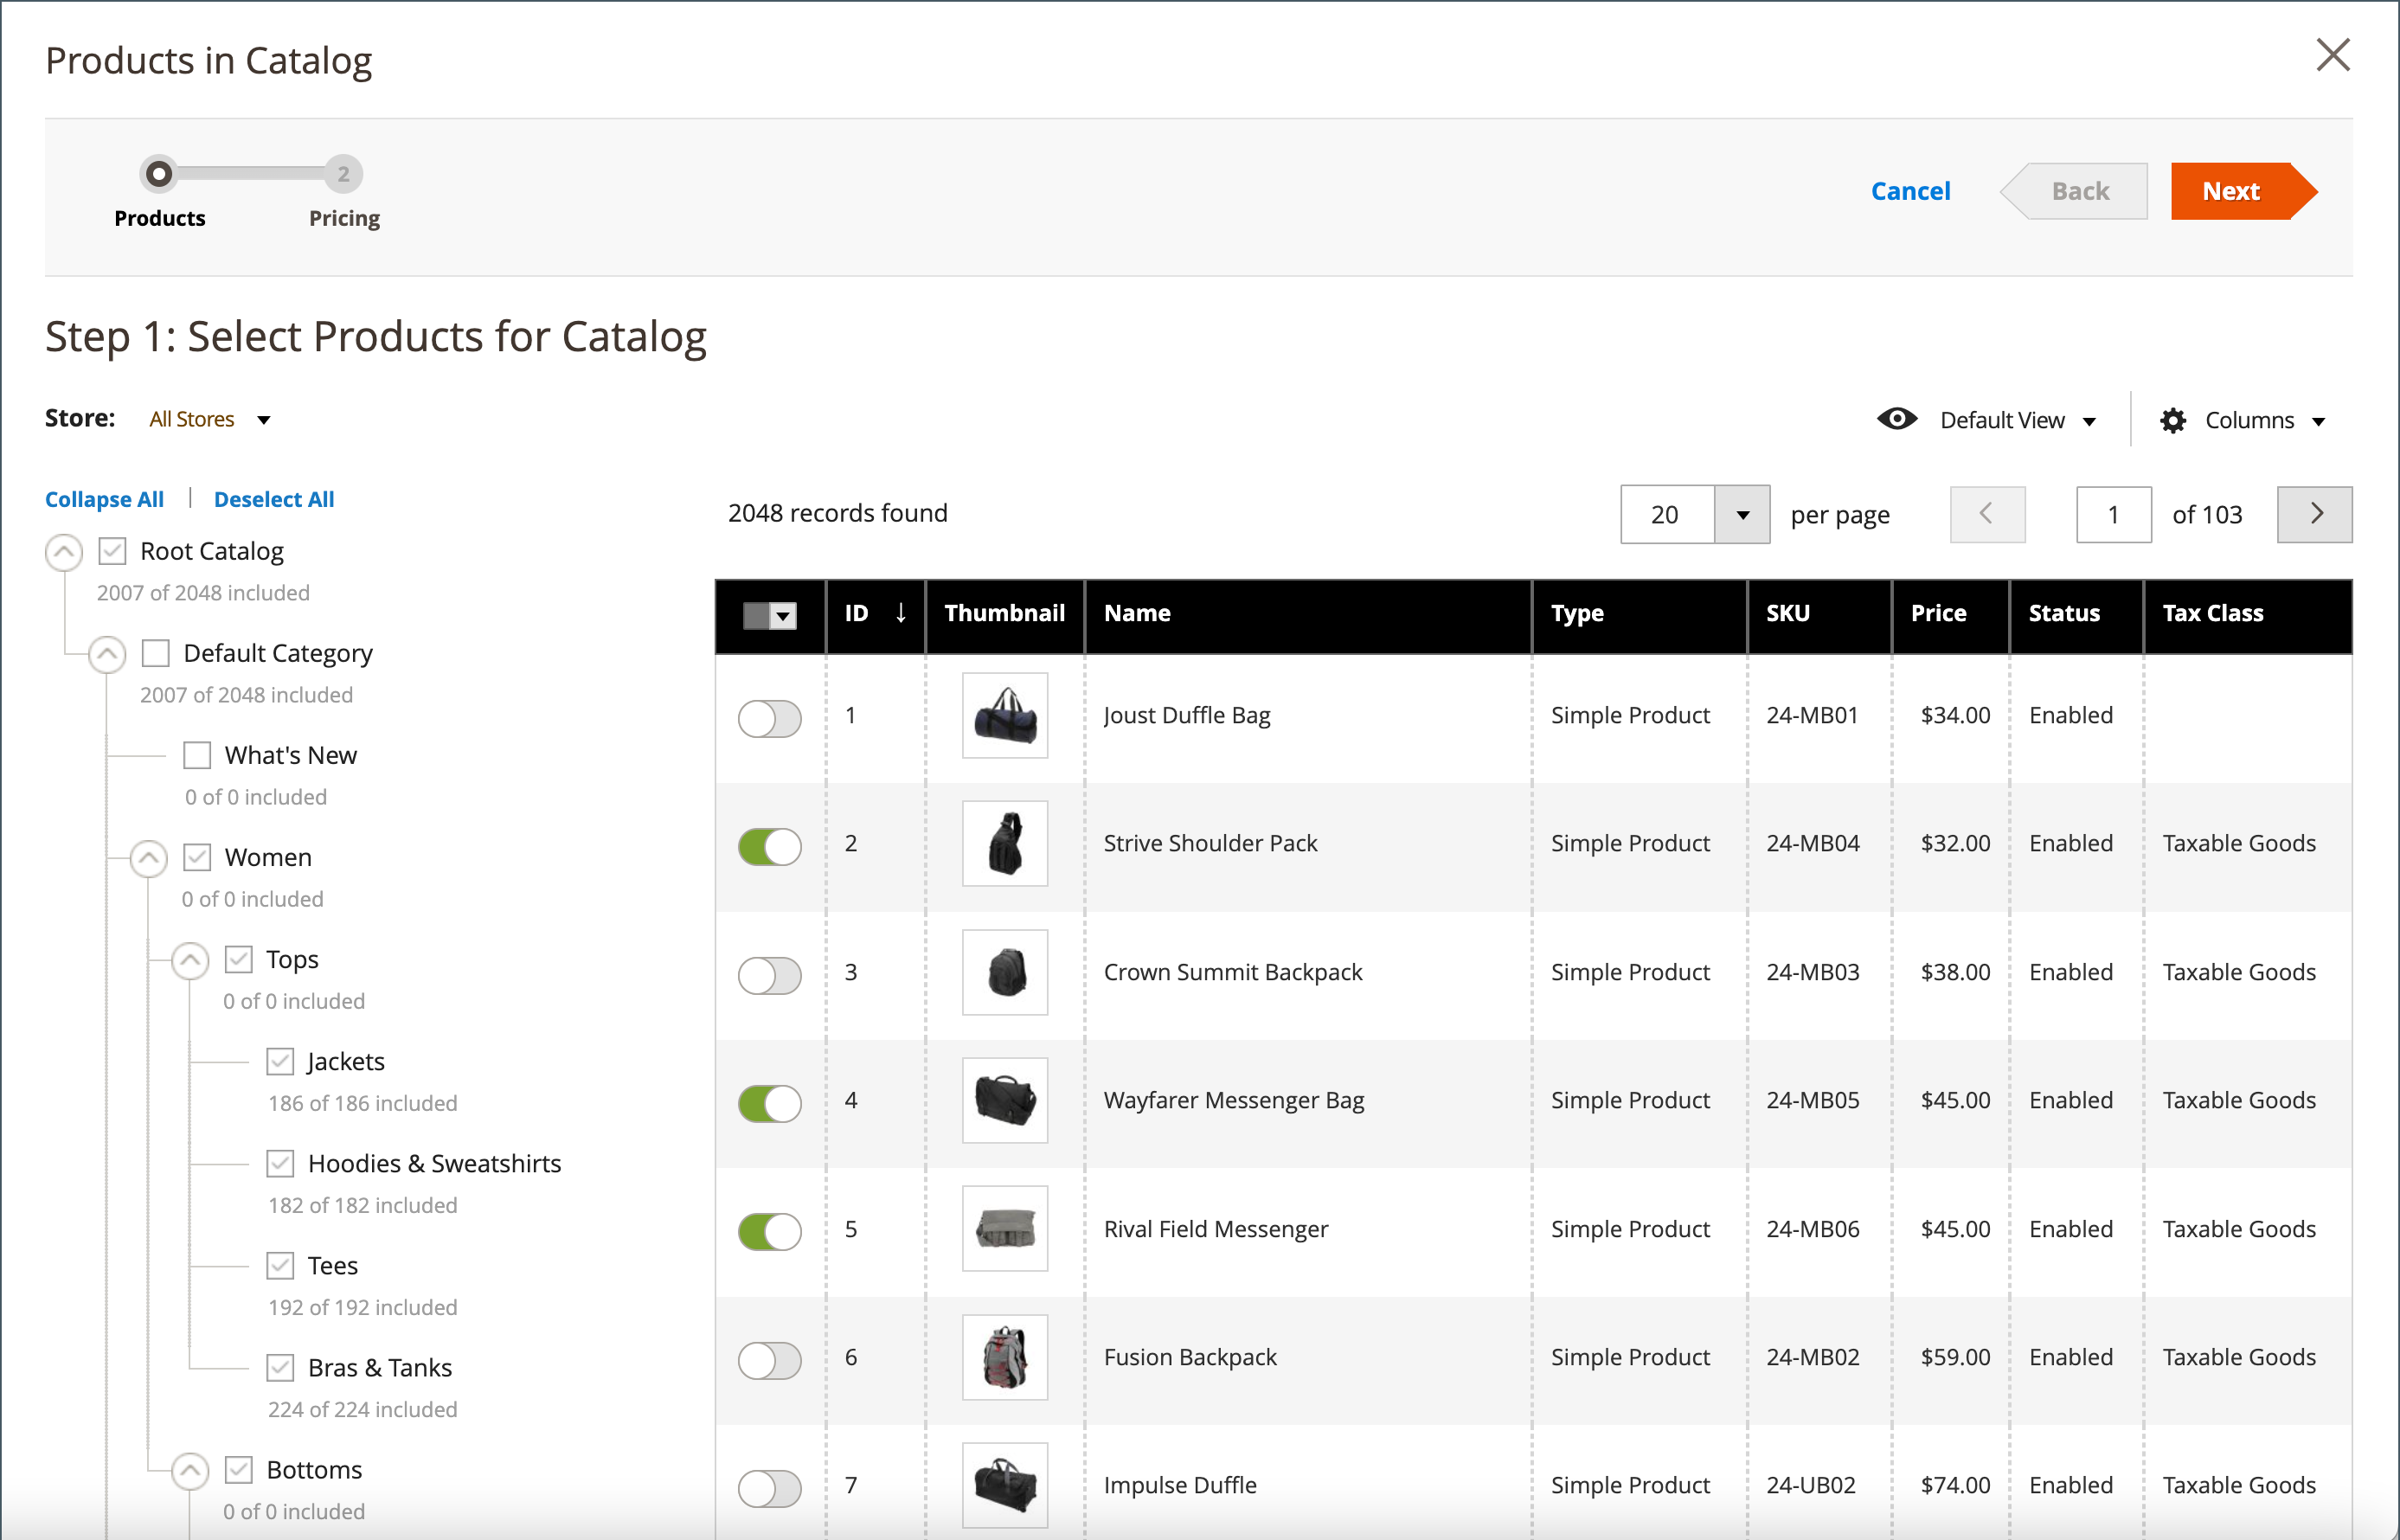 Products in Catalog
2
Products
Pricing
Cancel
Back
Next
Step 1: Select Products for Catalog
Store: All Stores
Default View
Columns
Collapse All | Deselect All
2048 records found
20 per page
1 of 103
Root Catalog
2007 of 2048 included
Default Category
2007 of 2048 included
What's New
0 of 0 included
Women
0 of 0 included
Tops
0 of 0 included
Jackets
186 of 186 included
Hoodies & Sweatshirts
182 of 182 included
Tees
192 of 192 included
Bras & Tanks
224 of 224 included
Bottoms
0 of 0 included
ID ↓ Thumbnail Name Type SKU Price Status Tax Class
1 Joust Duffle Bag Simple Product 24-MB01 $34.00 Enabled
2 Strive Shoulder Pack Simple Product 24-MB04 $32.00 Enabled Taxable Goods
3 Crown Summit Backpack Simple Product 24-MB03 $38.00 Enabled Taxable Goods
4 Wayfarer Messenger Bag Simple Product 24-MB05 $45.00 Enabled Taxable Goods
5 Rival Field Messenger Simple Product 24-MB06 $45.00 Enabled Taxable Goods
6 Fusion Backpack Simple Product 24-MB02 $59.00 Enabled Taxable Goods
7 Impulse Duffle Simple Product 24-UB02 $74.00 Enabled Taxable Goods